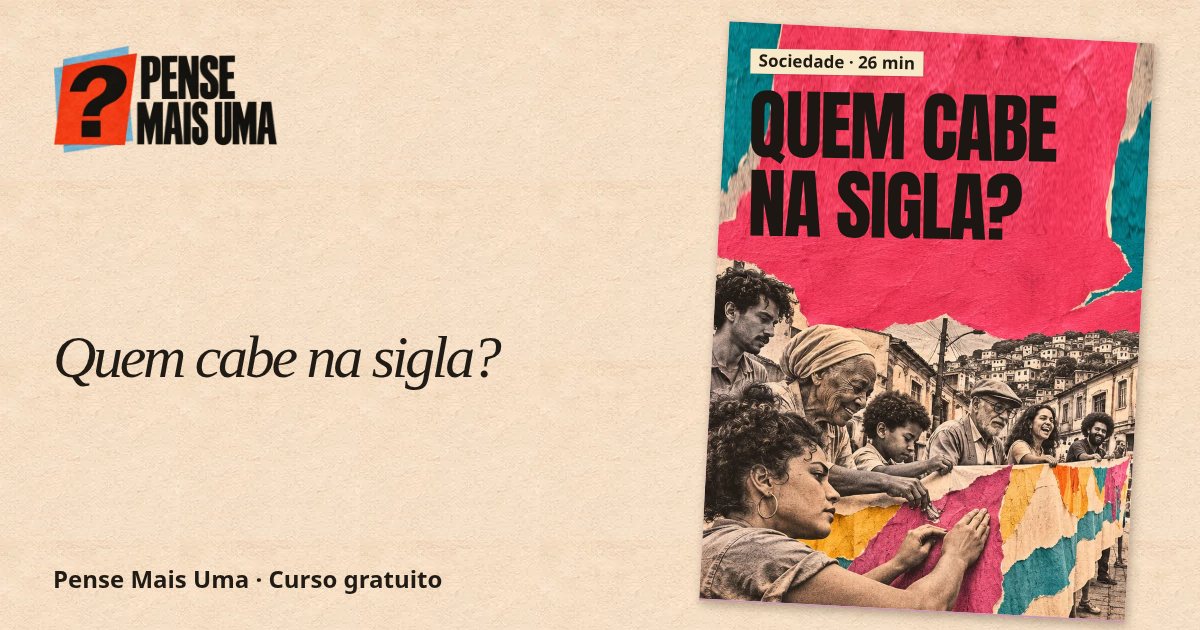 ?
PENSE
MAIS UMA
Quem cabe na sigla?
Pense Mais Uma · Curso gratuito
Sociedade · 26 min
QUEM CABE
NA SIGLA?